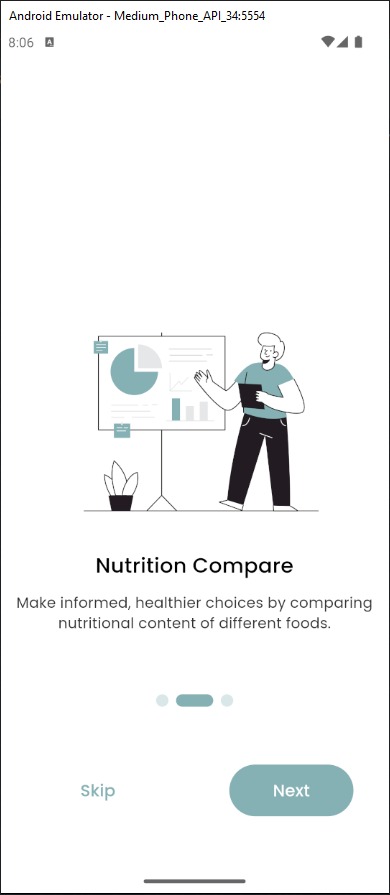 Android Emulator - Medium_Phone_API_34:5554
8:06 A
Nutrition Compare
Make informed, healthier choices by comparing
nutritional content of different foods.
Skip
Next